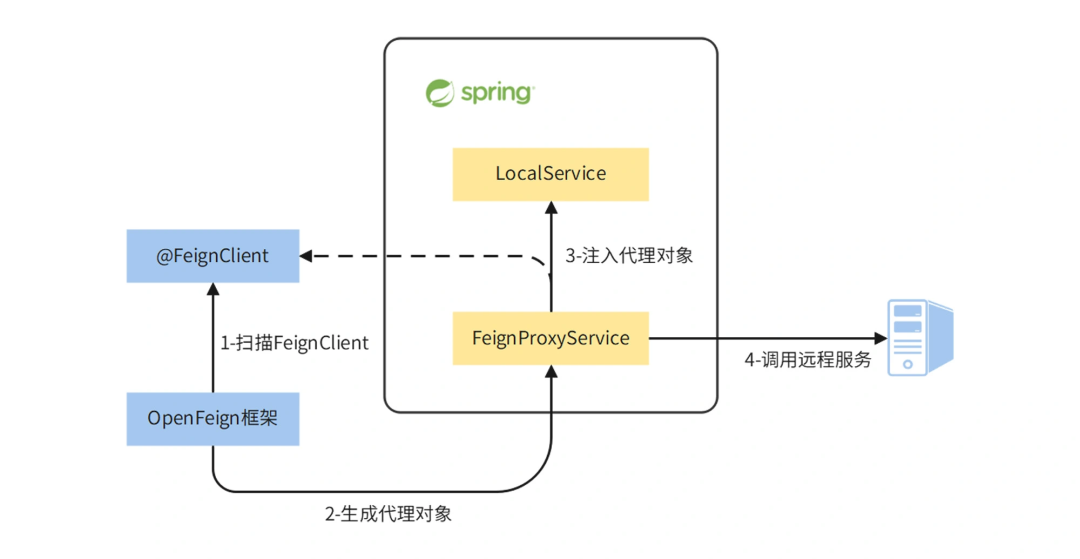 spring
LocalService
@FeignClient
3-注入代理对象
1-扫描FeignClient
FeignProxyService
4-调用远程服务
OpenFeign框架
2-生成代理对象